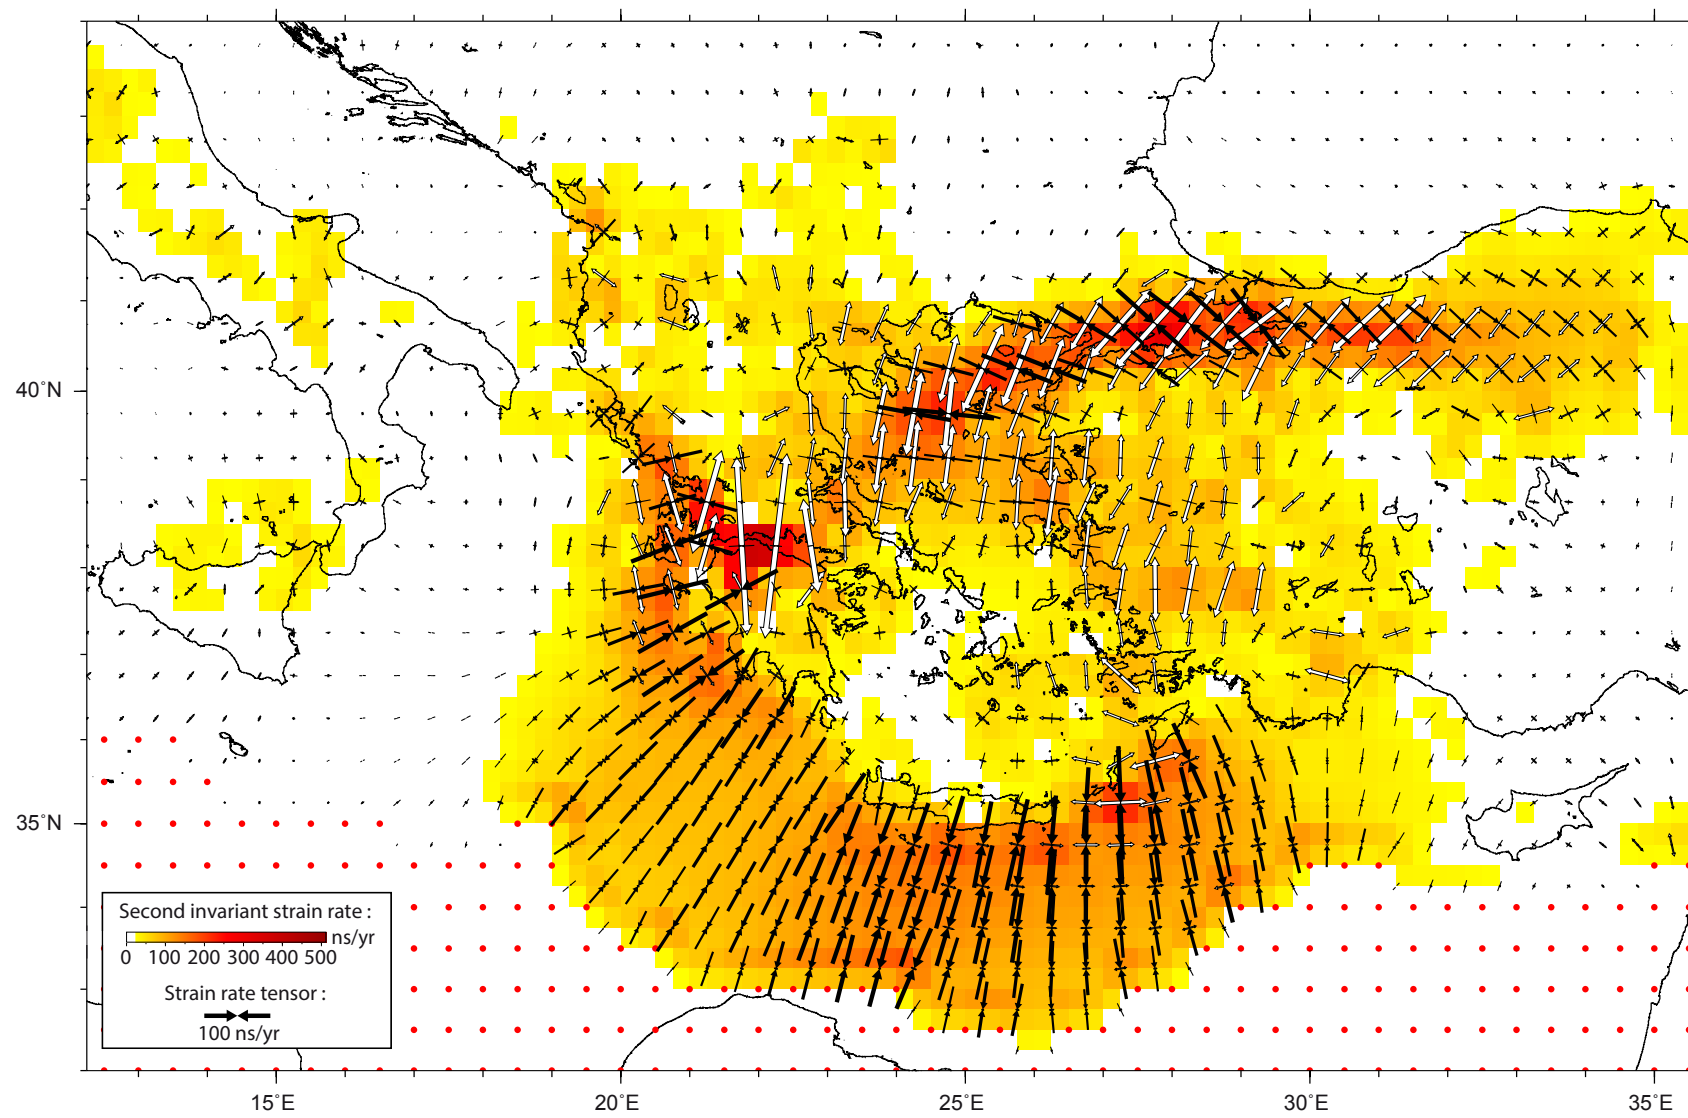 40°N
35°N
Second invariant strain rate :
ns/yr
0 100 200 300 400 500
Strain rate tensor :
100 ns/yr
15°E 20°E 25°E 30°E 35°E